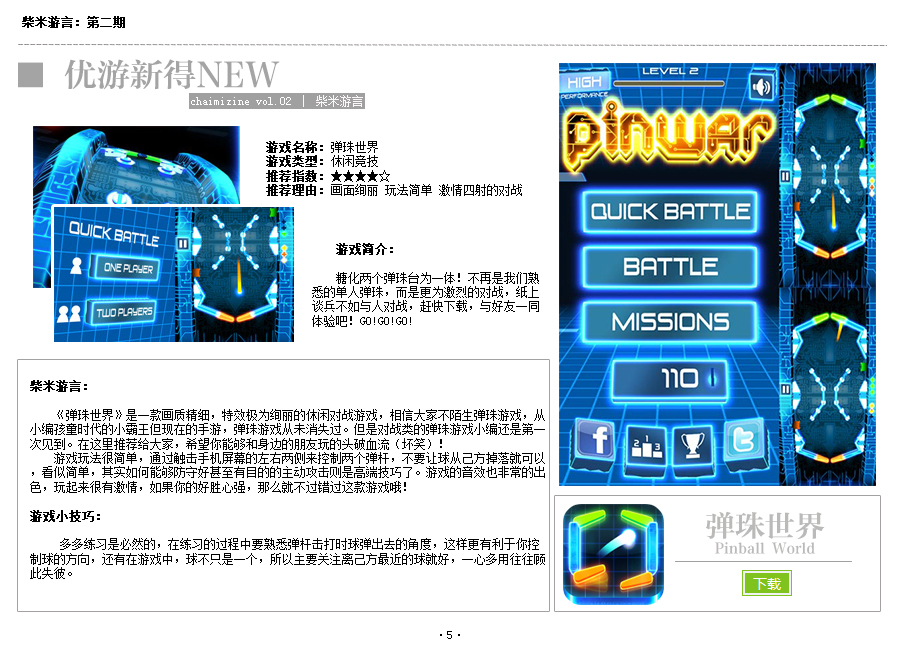 柴米游言：第二期
优游新得NEW
chaimizine vol.02 | 柴米游言
游戏名称：弹珠世界
游戏类型：休闲竞技
推荐指数：★★★★☆
推荐理由：画面绚丽 玩法简单 激情四射的对战
QUICK BATTLE
ONE PLAYER
TWO PLAYERS
游戏简介：
糖化两个弹珠台为一体！不再是我们熟
悉的单人弹珠，而是更为激烈的对战，纸上
谈兵不如与人对战，赶快下载，与好友一同
体验吧！GO!GO!GO!
LEVEL 2
HIGH
PERFORMANCE
pinwar
QUICK BATTLE
BATTLE
MISSIONS
110
f
2 1 3
t
柴米游言：
《弹珠世界》是一款画质精细，特效极为绚丽的休闲对战游戏，相信大家不陌生弹珠游戏，从
小编孩童时代的小霸王但现在的手游，弹珠游戏从未消失过。但是对战类的弹珠游戏小编还是第一
次见到。在这里推荐给大家，希望你能够和身边的朋友玩的头破血流（坏笑）！
游戏玩法很简单，通过触击手机屏幕的左右两侧来控制两个弹杆，不要让球从己方掉落就可以
，看似简单，其实如何能够防守好甚至有目的的主动攻击则是高端技巧了。游戏的音效也非常的出
色，玩起来很有激情，如果你的好胜心强，那么就不过错过这款游戏哦！
游戏小技巧：
多多练习是必然的，在练习的过程中要熟悉弹杆击打时球弹出去的角度，这样更有利于你控
制球的方向，还有在游戏中，球不只是一个，所以主要关注离己方最近的球就好，一心多用往往顾
此失彼。
弹珠世界
Pinball World
下载
·5·